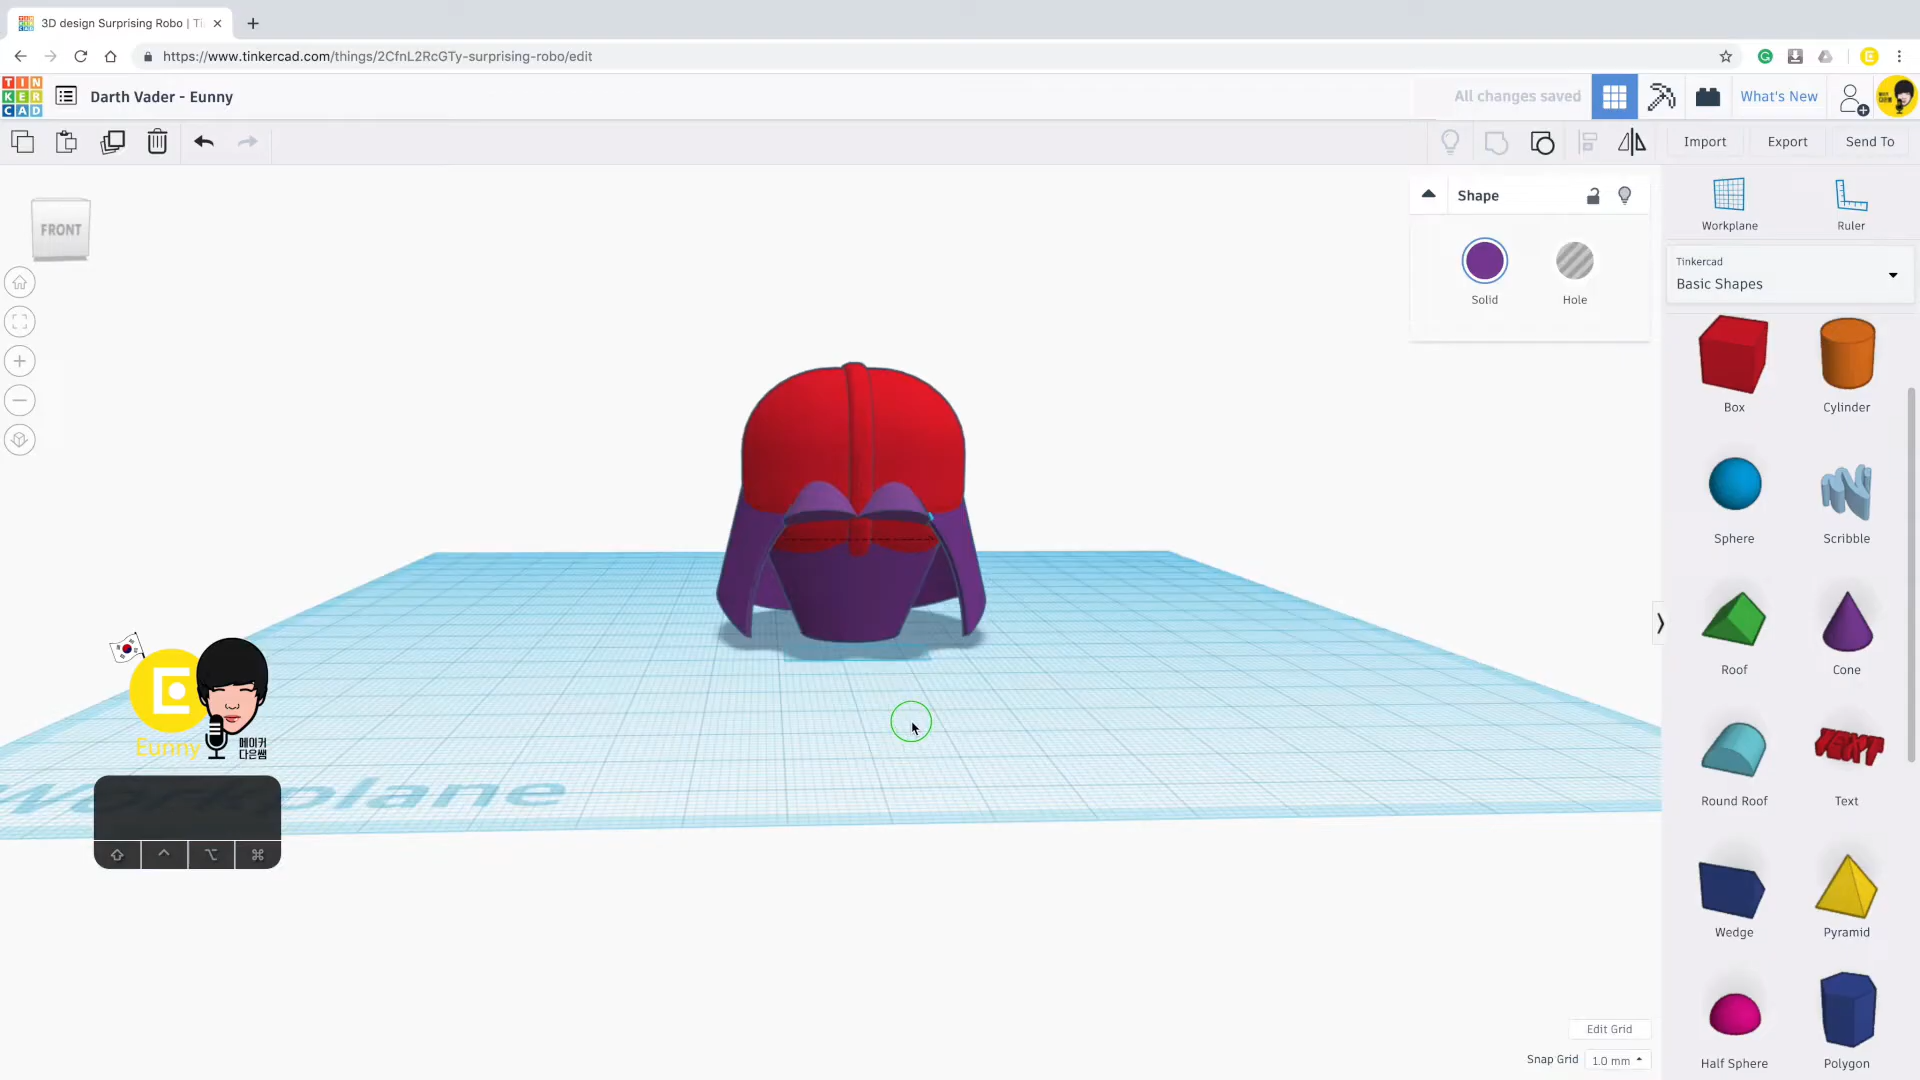 3D design Surprising Robo | Ti
https://www.tinkercad.com/things/2CfnL2RcGTy-surprising-robo/edit
TIN
KER
CAD
Darth Vader - Eunny
All changes saved
What's New
Import
Export
Send To
FRONT
Shape
Solid
Hole
Workplane
Ruler
Tinkercad
Basic Shapes
Box
Cylinder
Sphere
Scribble
Roof
Cone
TEXT
Round Roof
Text
Wedge
Pyramid
Half Sphere
Polygon
Eunny
메이커
다은쌤
Workplane
Edit Grid
Snap Grid
1.0 mm